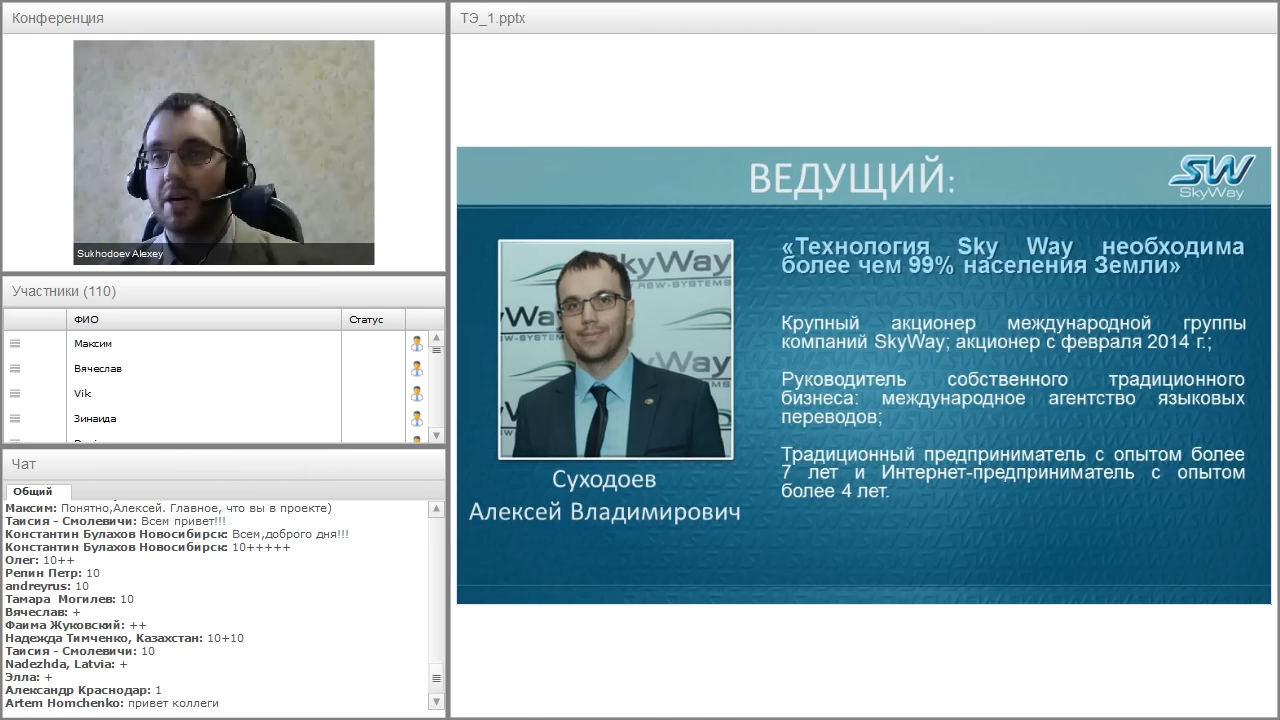 Конференция
Sukhodoev Alexey
Участники (110)
ФИО Статус
Максим
Вячеслав
Vik
Зинаида
Чат
Общий
Максим: Понятно,Алексей. Главное, что вы в проекте)
Таисия - Смолевичи: Всем привет!!!
Константин Булахов Новосибирск: Всем,доброго дня!!!
Константин Булахов Новосибирск: 10+++++
Олег: 10++
Репин Петр: 10
andreyrus: 10
Тамара Могилев: 10
Вячеслав: +
Фаима Жуковский: ++
Надежда Тимченко, Казахстан: 10+10
Таисия - Смолевичи: 10
Nadezhda, Latvia: +
Элла: +
Александр Краснодар: 1
Artem Homchenko: привет коллеги
ТЭ_1.pptx
ВЕДУЩИЙ:
SW
SkyWay
kyWay
.RSW-SYSTEMS
Суходоев
Алексей Владимирович
«Технология Sky Way необходима
более чем 99% населения Земли»
Крупный акционер международной группы
компаний SkyWay; акционер с февраля 2014 г.;
Руководитель собственного традиционного
бизнеса: международное агентство языковых
переводов;
Традиционный предприниматель с опытом более
7 лет и Интернет-предприниматель с опытом
более 4 лет.